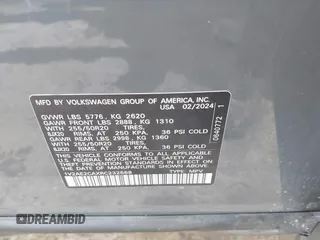 MFD. BY VOLKSWAGEN GROUP OF AMERICA, INC.
USA 02/2024
GVWR LBS 5776, KG 2620
GAWR FRONT LBS 2888, KG 1310
WITH 255/50R20 TIRES,
RIMS, AT 250 KPA, 36 PSI COLD
GAWR REAR LBS 2998, KG 1360
WITH 255/50R20 TIRES,
RIMS, AT 250 KPA, 36 PSI COLD
THIS VEHICLE CONFORMS TO ALL APPLICABLE
U.S. FEDERAL MOTOR VEHICLE SAFETY, BUMPER
AND THEFT PREVENTION STANDARDS IN EFFECT
ON THE DATE OF MANUFACTURE SHOWN ABOVE.
TYPE: MPV
0640772 1
DREAMBID